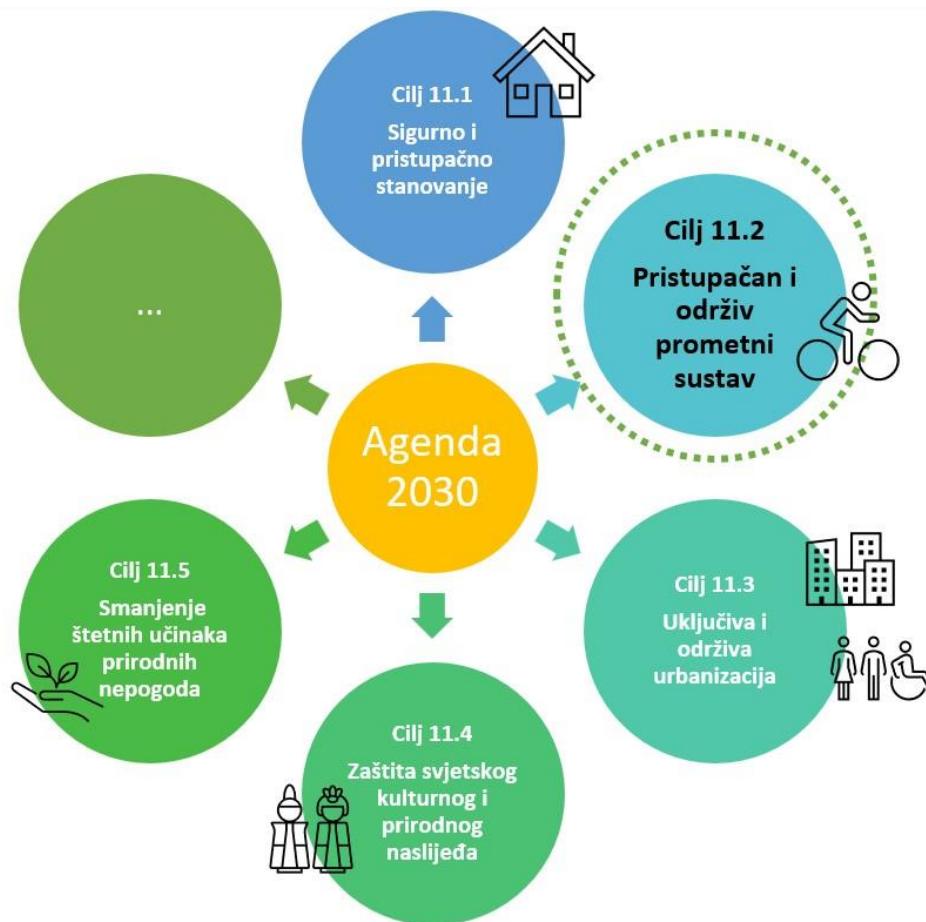 Cilj 11.1
Sigurno i
pristupačno
stanovanje
Cilj 11.2
Pristupačan i
održiv
prometni
sustav
...
Agenda
2030
Cilj 11.3
Uključiva i
održiva
urbanizacija
Cilj 11.5
Smanjenje
štetnih učinaka
prirodnih
nepogoda
Cilj 11.4
Zaštita svjetskog
kulturnog i
prirodnog
naslijeđa